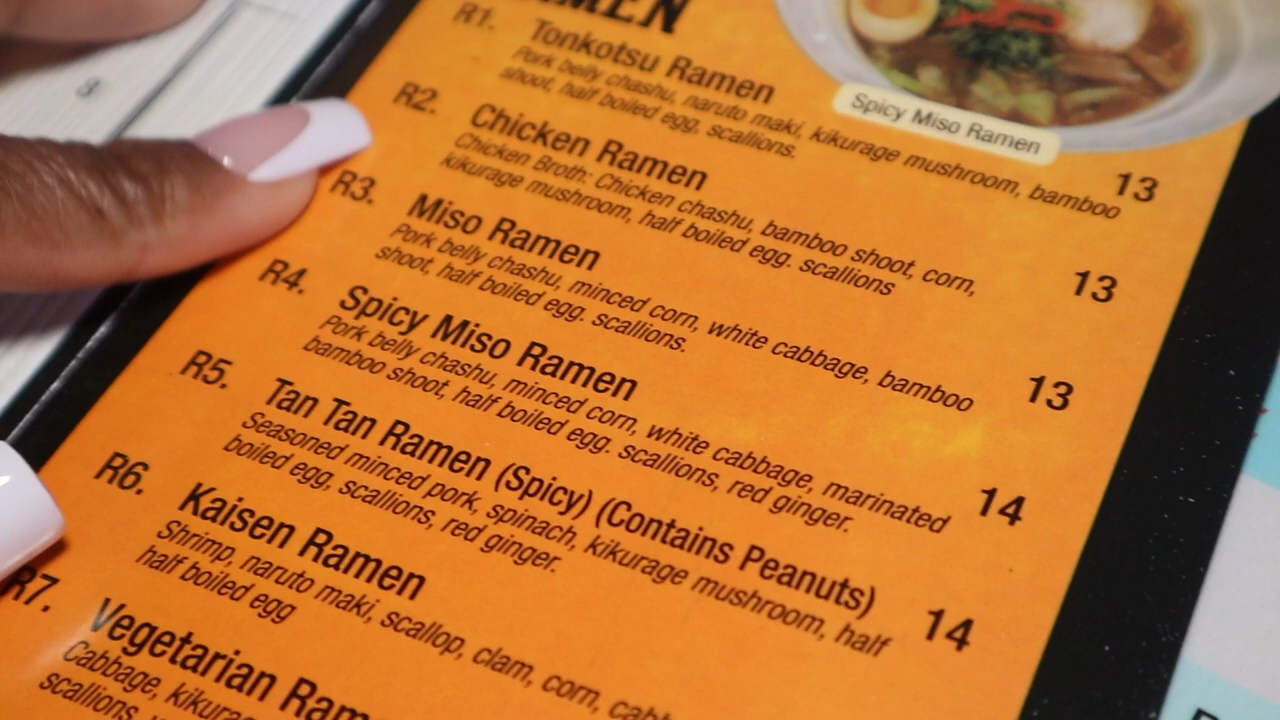 R1. Tonkotsu Ramen
Pork belly chashu, naruto maki, kikurage mushroom, bamboo
shoot, half boiled egg, scallions.
13
Spicy Miso Ramen
R2. Chicken Ramen
Chicken Broth: Chicken chashu, bamboo shoot, corn,
kikurage mushroom, half boiled egg. scallions
13
R3. Miso Ramen
Pork belly chashu, minced corn, white cabbage, bamboo
shoot, half boiled egg. scallions.
13
R4. Spicy Miso Ramen
Pork belly chashu, minced corn, white cabbage, marinated
bamboo shoot, half boiled egg. scallions, red ginger.
14
R5. Tan Tan Ramen (Spicy) (Contains Peanuts)
Seasoned minced pork, spinach, kikurage mushroom, half
boiled egg, scallions, red ginger.
14
R6. Kaisen Ramen
Shrimp, naruto maki, scallop, clam, corn,
half boiled egg
R7. Vegetarian
Cabbage,
scallions,